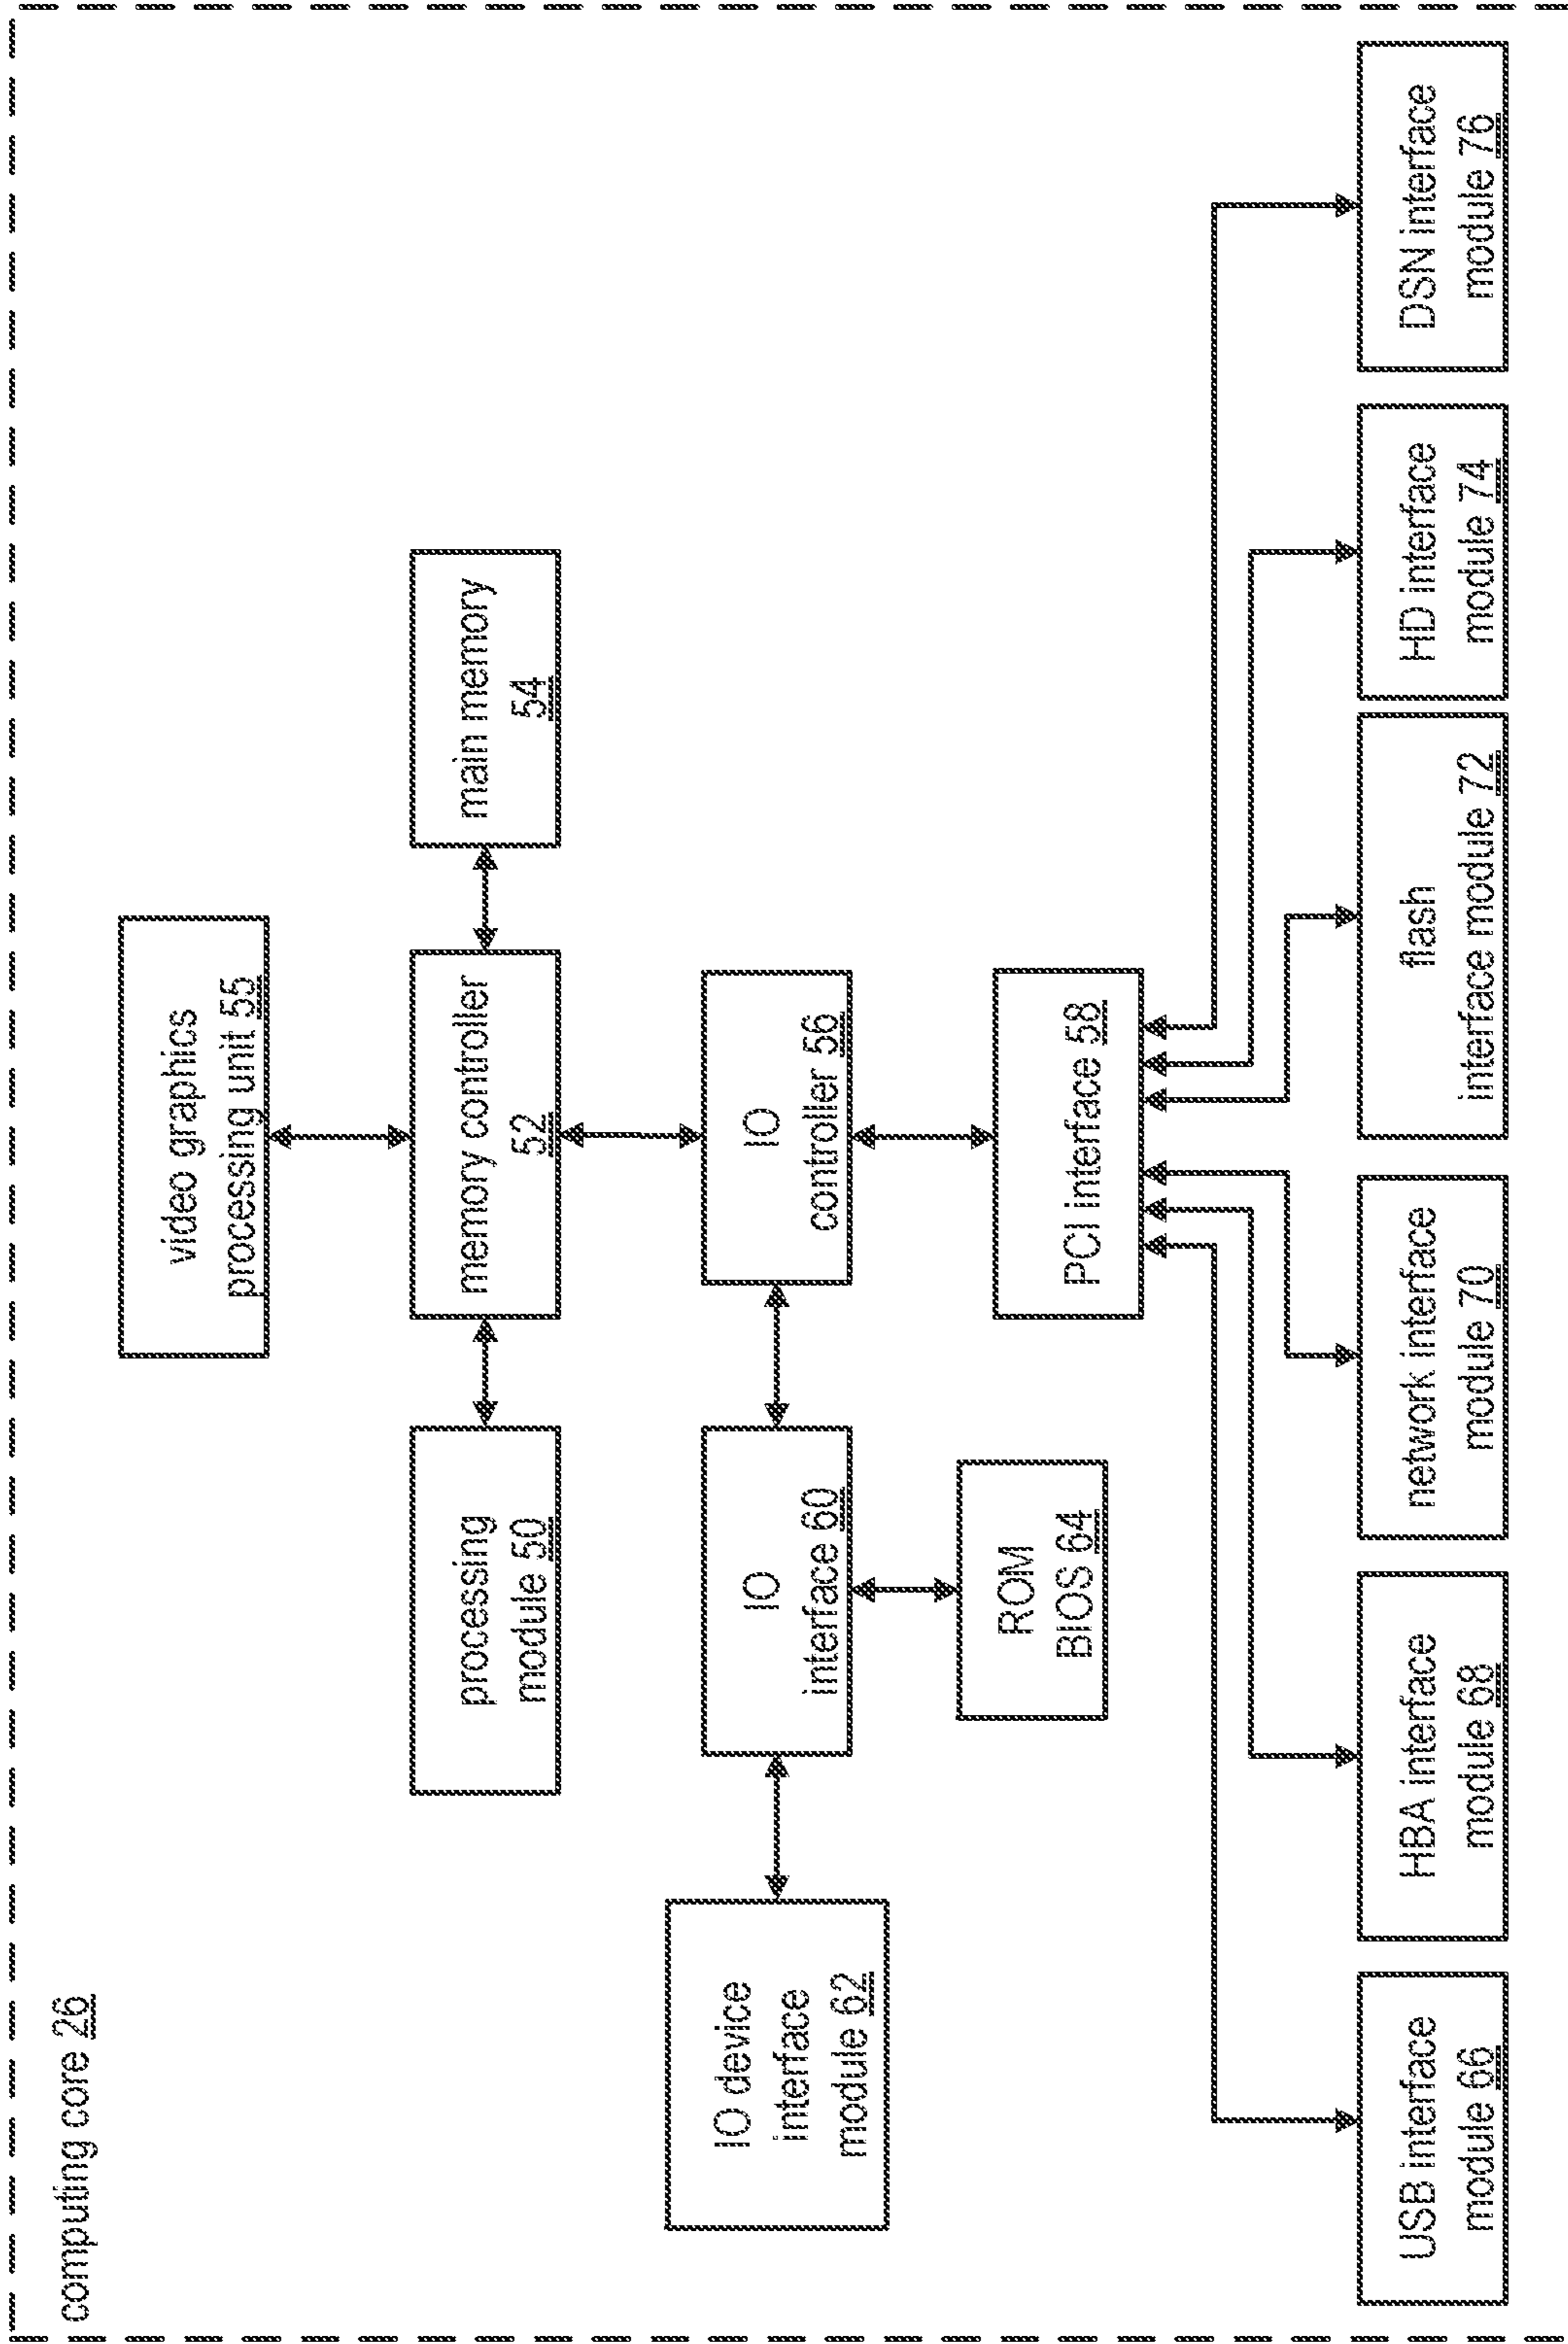 computing core 26
video graphics
processing unit 55
processing
module 50
memory controller
52
main memory
54
IO device
interface
module 62
IO
interface 60
IO
controller 56
ROM
BIOS 64
PCI interface 58
USB interface
module 66
HBA interface
module 68
network interface
module 70
flash
interface module 72
HD interface
module 74
DSN interface
module 76